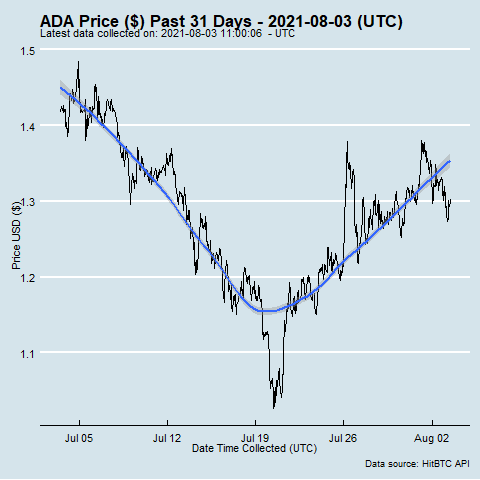 ADA Price ($) Past 31 Days - 2021-08-03 (UTC)
Latest data collected on: 2021-08-03 11:00:06 - UTC
1.5
1.4
1.3
1.2
1.1
Price USD ($)
Jul 05
Jul 12
Jul 19
Jul 26
Aug 02
Date Time Collected (UTC)
Data source: HitBTC API